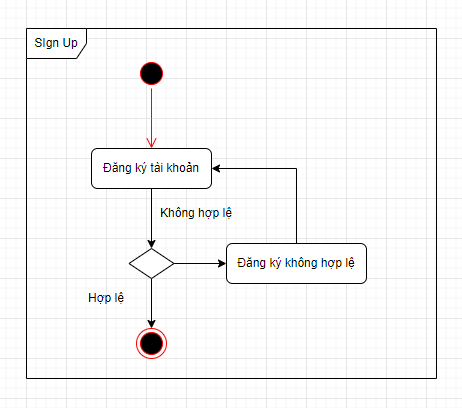 SIgn Up
Đăng ký tài khoản
Không hợp lệ
Đăng ký không hợp lệ
Hợp lệ